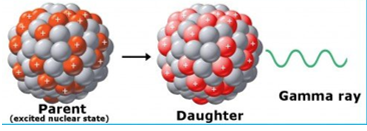 Parent
(excited nuclear state)
Daughter
Gamma ray